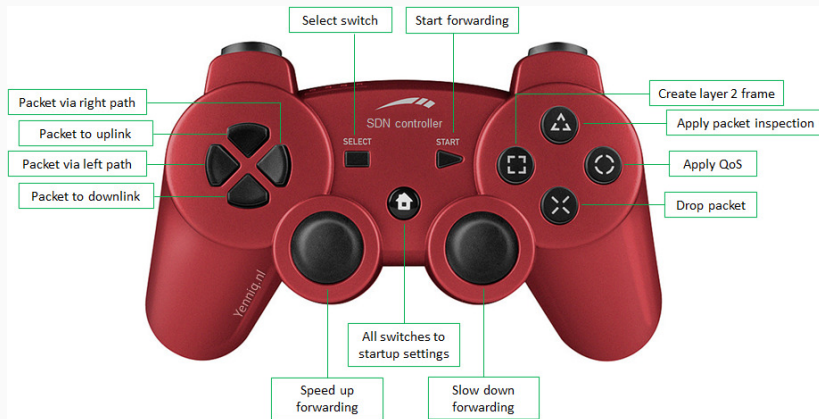 Select switch
Start forwarding
Packet via right path
Packet to uplink
Packet via left path
Packet to downlink
Create layer 2 frame
Apply packet inspection
Apply QoS
Drop packet
SDN controller
SELECT
START
Yenniq.nl
All switches to
startup settings
Speed up
forwarding
Slow down
forwarding